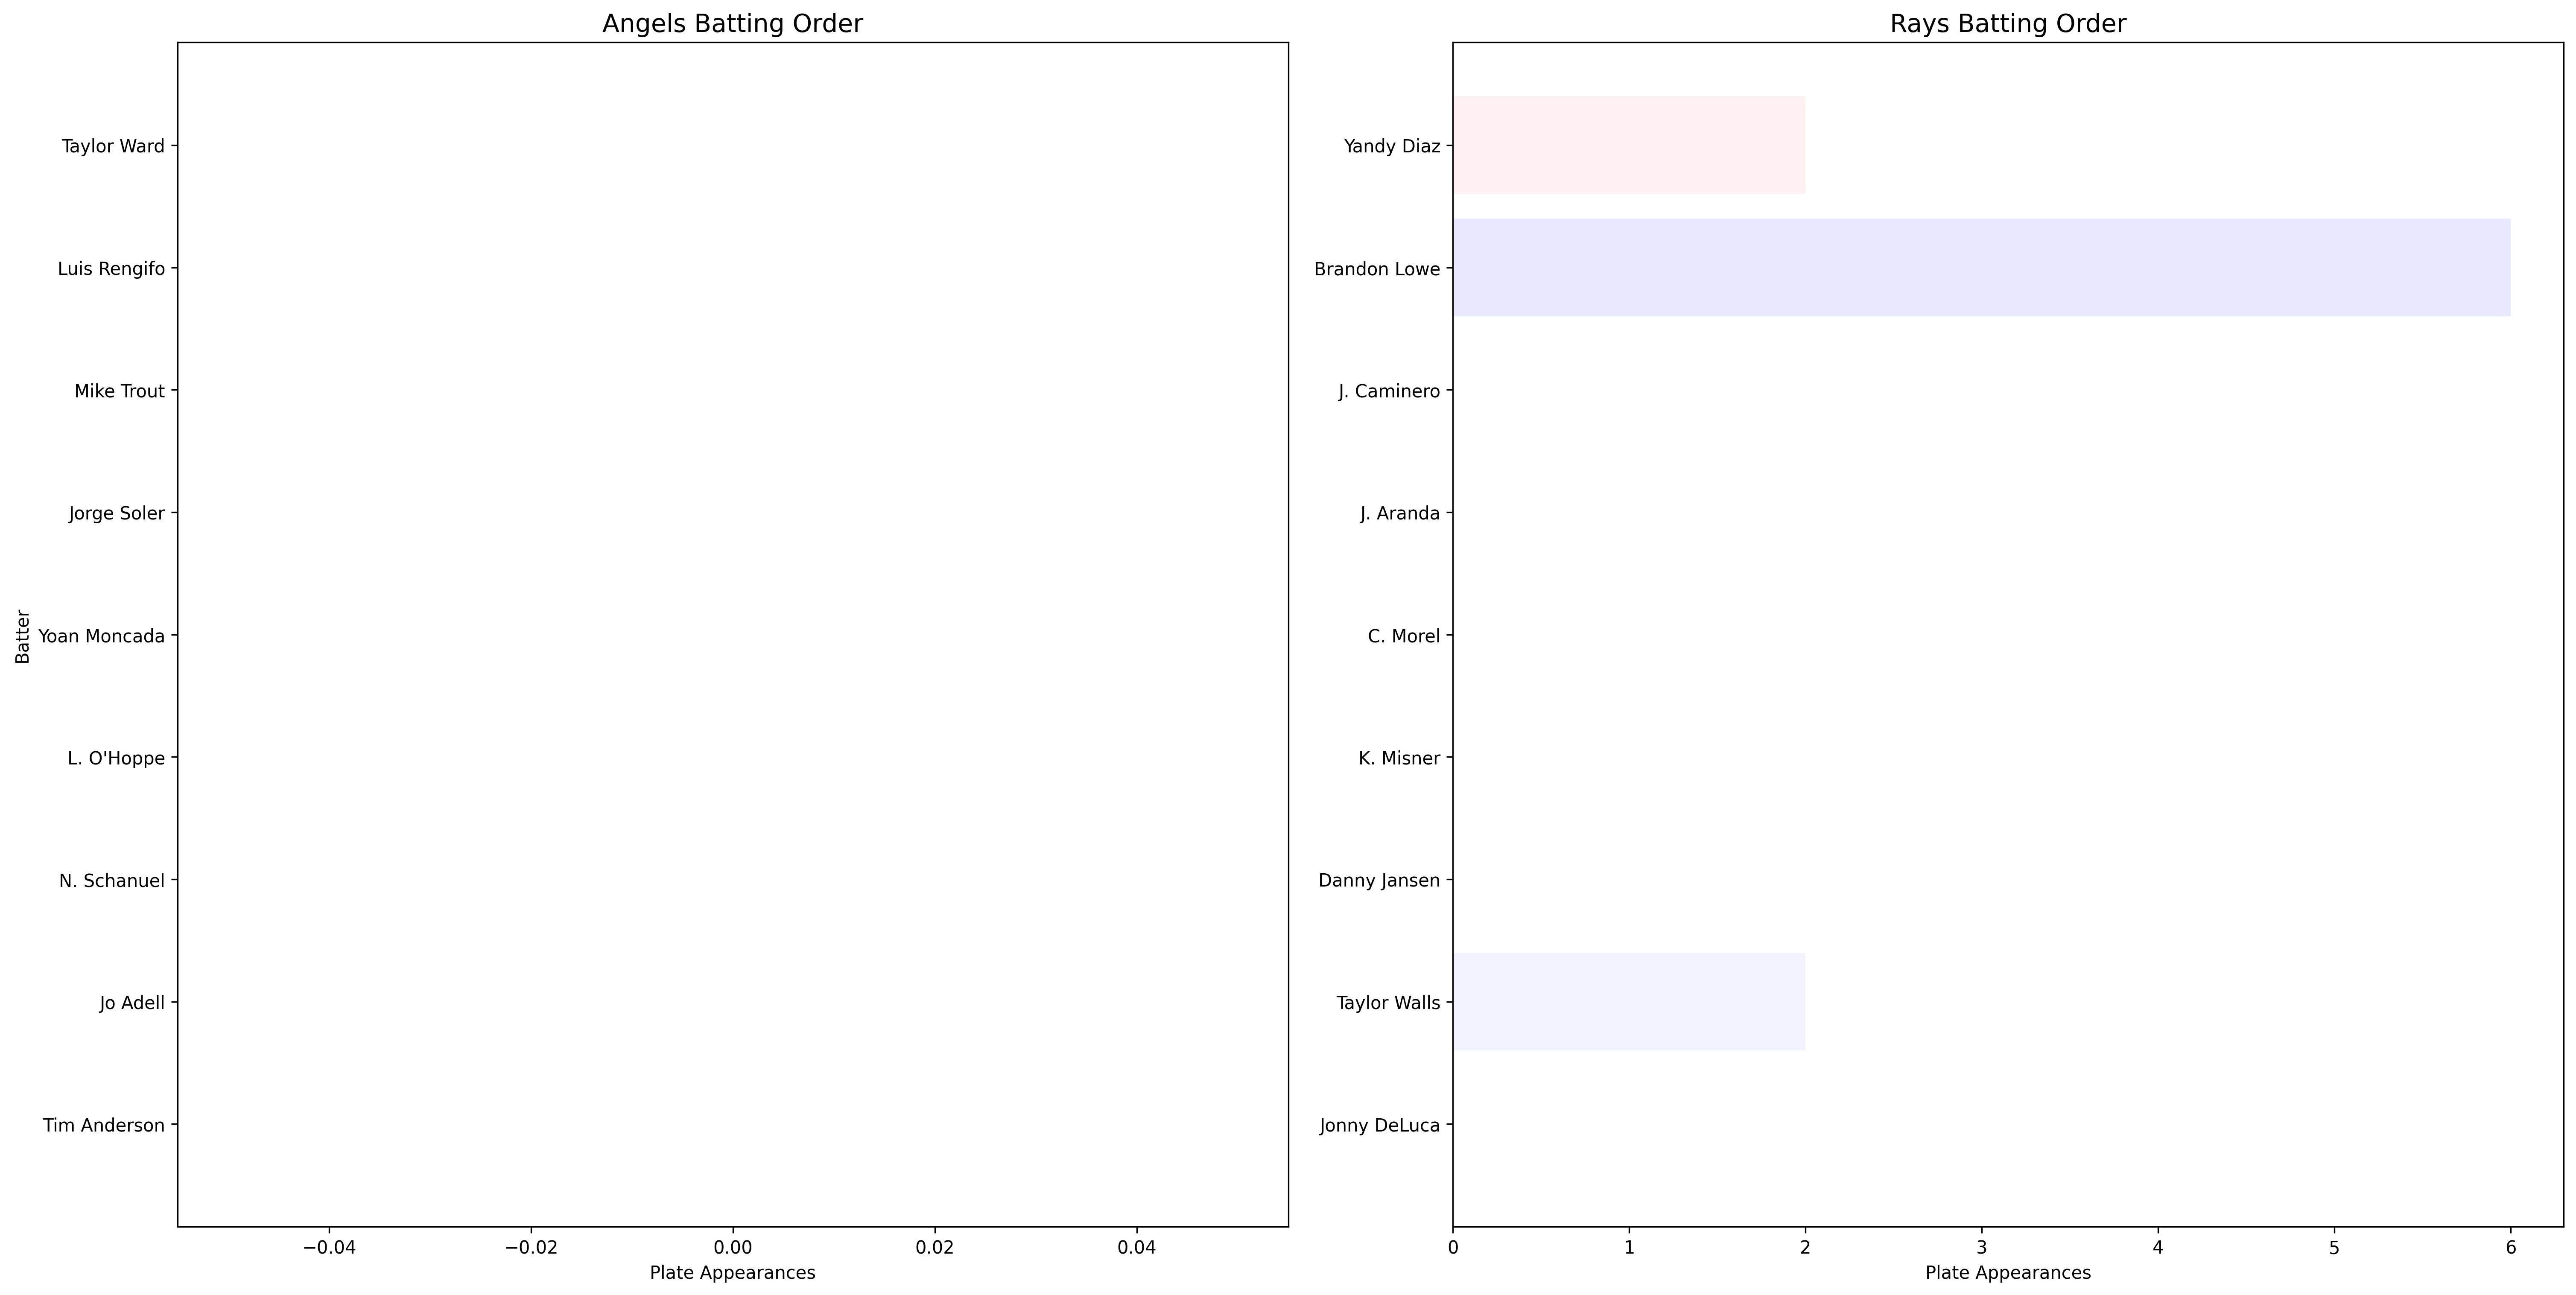 Angels Batting Order
Batter
Taylor Ward
Luis Rengifo
Mike Trout
Jorge Soler
Yoan Moncada
L. O'Hoppe
N. Schanuel
Jo Adell
Tim Anderson
−0.04 −0.02 0.00 0.02 0.04
Plate Appearances
Rays Batting Order
Yandy Diaz
Brandon Lowe
J. Caminero
J. Aranda
C. Morel
K. Misner
Danny Jansen
Taylor Walls
Jonny DeLuca
0 1 2 3 4 5 6
Plate Appearances